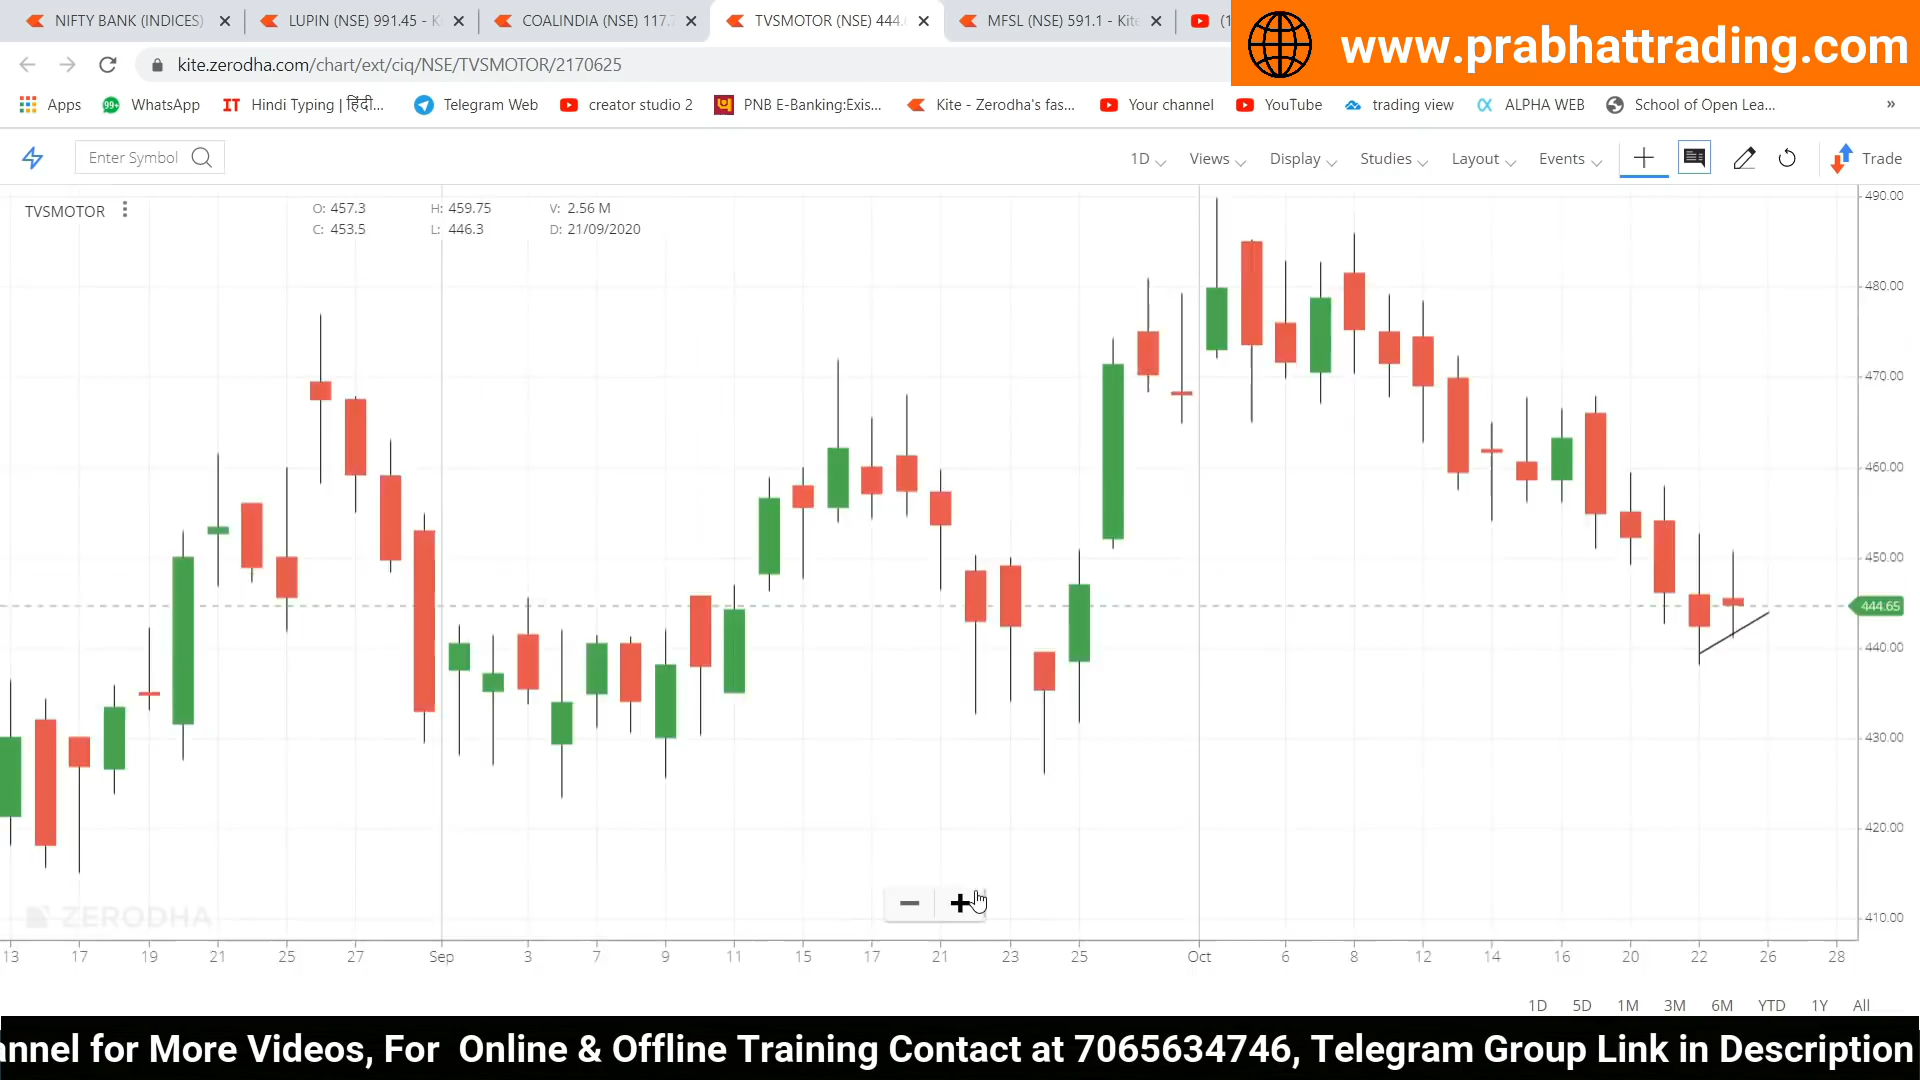 NIFTY BANK (INDICES)
LUPIN (NSE) 991.45 - K
COALINDIA (NSE) 117.
TVSMOTOR (NSE) 444.
MFSL (NSE) 591.1 - Kite
(1
www.prabhattrading.com
kite.zerodha.com/chart/ext/ciq/NSE/TVSMOTOR/2170625
Apps
99+
WhatsApp
IT
Hindi Typing | हिंदी...
Telegram Web
creator studio 2
PNB E-Banking:Exis...
Kite - Zerodha's fas...
Your channel
YouTube
trading view
ALPHA WEB
School of Open Lea...
»
Enter Symbol
1D
Views
Display
Studies
Layout
Events
Trade
TVSMOTOR
O: 457.3 H: 459.75 V: 2.56 M
C: 453.5 L: 446.3 D: 21/09/2020
490.00
480.00
470.00
460.00
450.00
444.65
440.00
430.00
420.00
410.00
ZERODHA
13 17 19 21 25 27 Sep 3 7 9 11 15 17 21 23 25 Oct 6 8 12 14 16 20 22 26 28
1D 5D 1M 3M 6M YTD 1Y All
annel for More Videos, For Online & Offline Training Contact at 7065634746, Telegram Group Link in Description